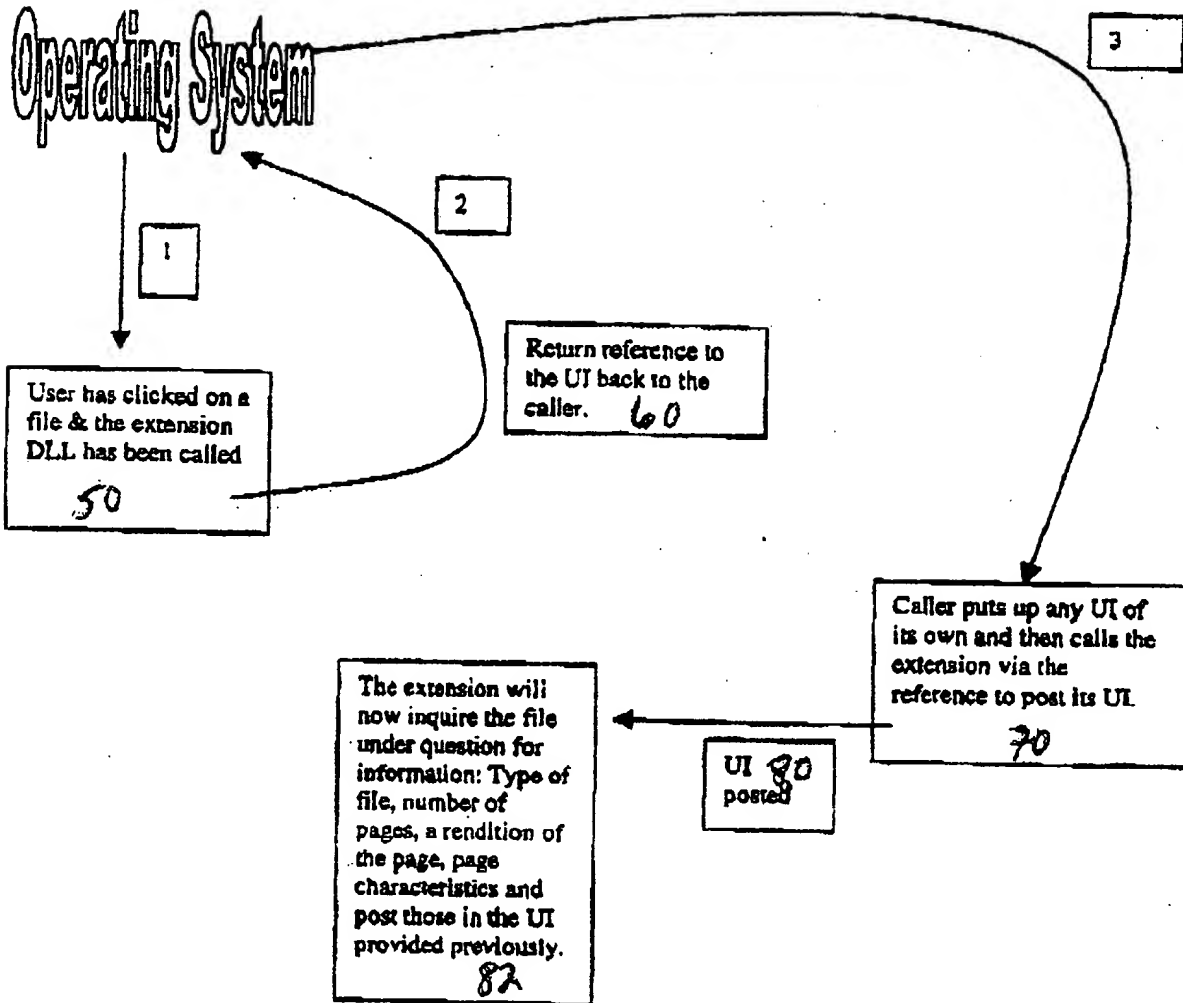 Operating System
3
2
1
Return reference to
the UI back to the
caller. 60
User has clicked on a
file & the extension
DLL has been called
50
Caller puts up any UI of
its own and then calls the
extension via the
reference to post its UI.
70
The extension will
now inquire the file
under question for
information: Type of
file, number of
pages, a rendition of
the page, page
characteristics and
post those in the UI
provided previously.
82
UI 80
posted